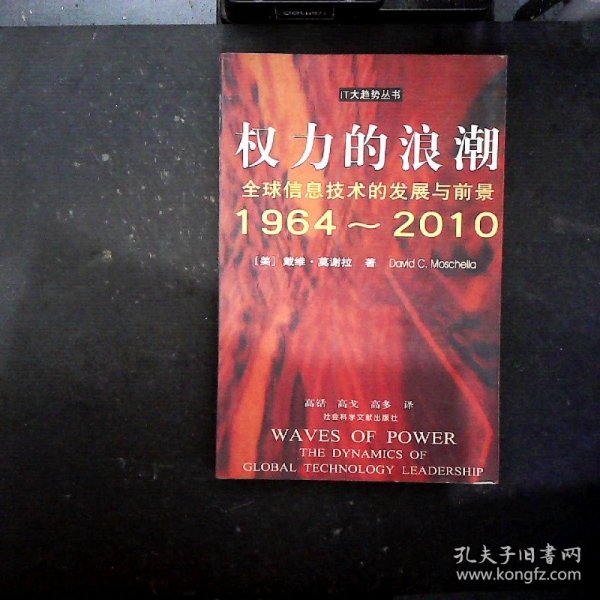 IT大趋势丛书
权力的浪潮
全球信息技术的发展与前景
1964～2010
[美] 戴维·莫谢拉 著 David C. Moschella
高铦 高戈 高多 译
社会科学文献出版社
WAVES OF POWER
THE DYNAMICS OF
GLOBAL TECHNOLOGY LEADERSHIP
孔夫子旧书网
www.kongfz.com